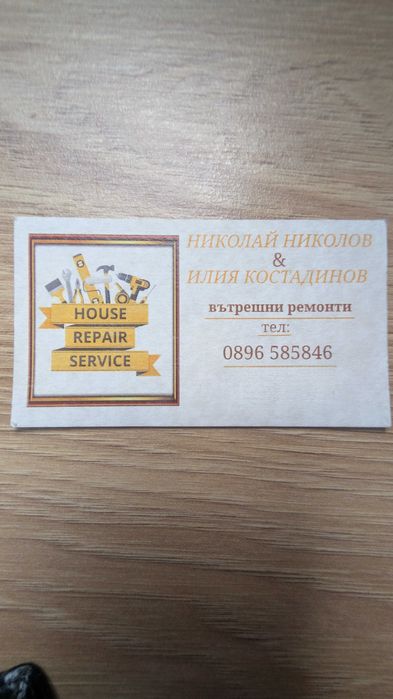 HOUSE
REPAIR
SERVICE
НИКОЛАЙ НИКОЛОВ
&
ИЛИЯ КОСТАДИНОВ
вътрешни ремонти
тел:
0896 585846